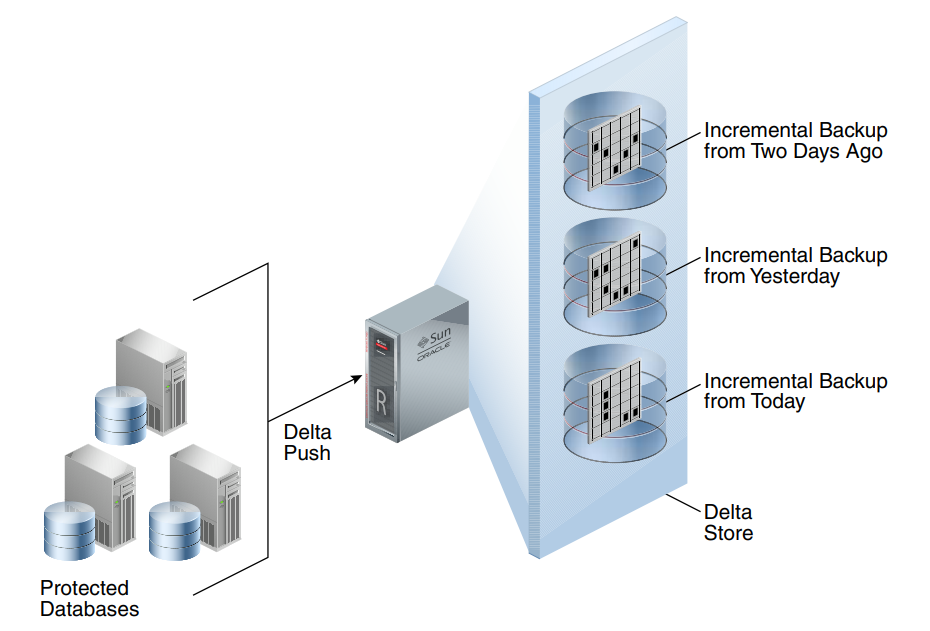 Incremental Backup
from Two Days Ago
Incremental Backup
from Yesterday
Sun
ORACLE
R
Incremental Backup
from Today
Delta
Push
Delta
Store
Protected
Databases